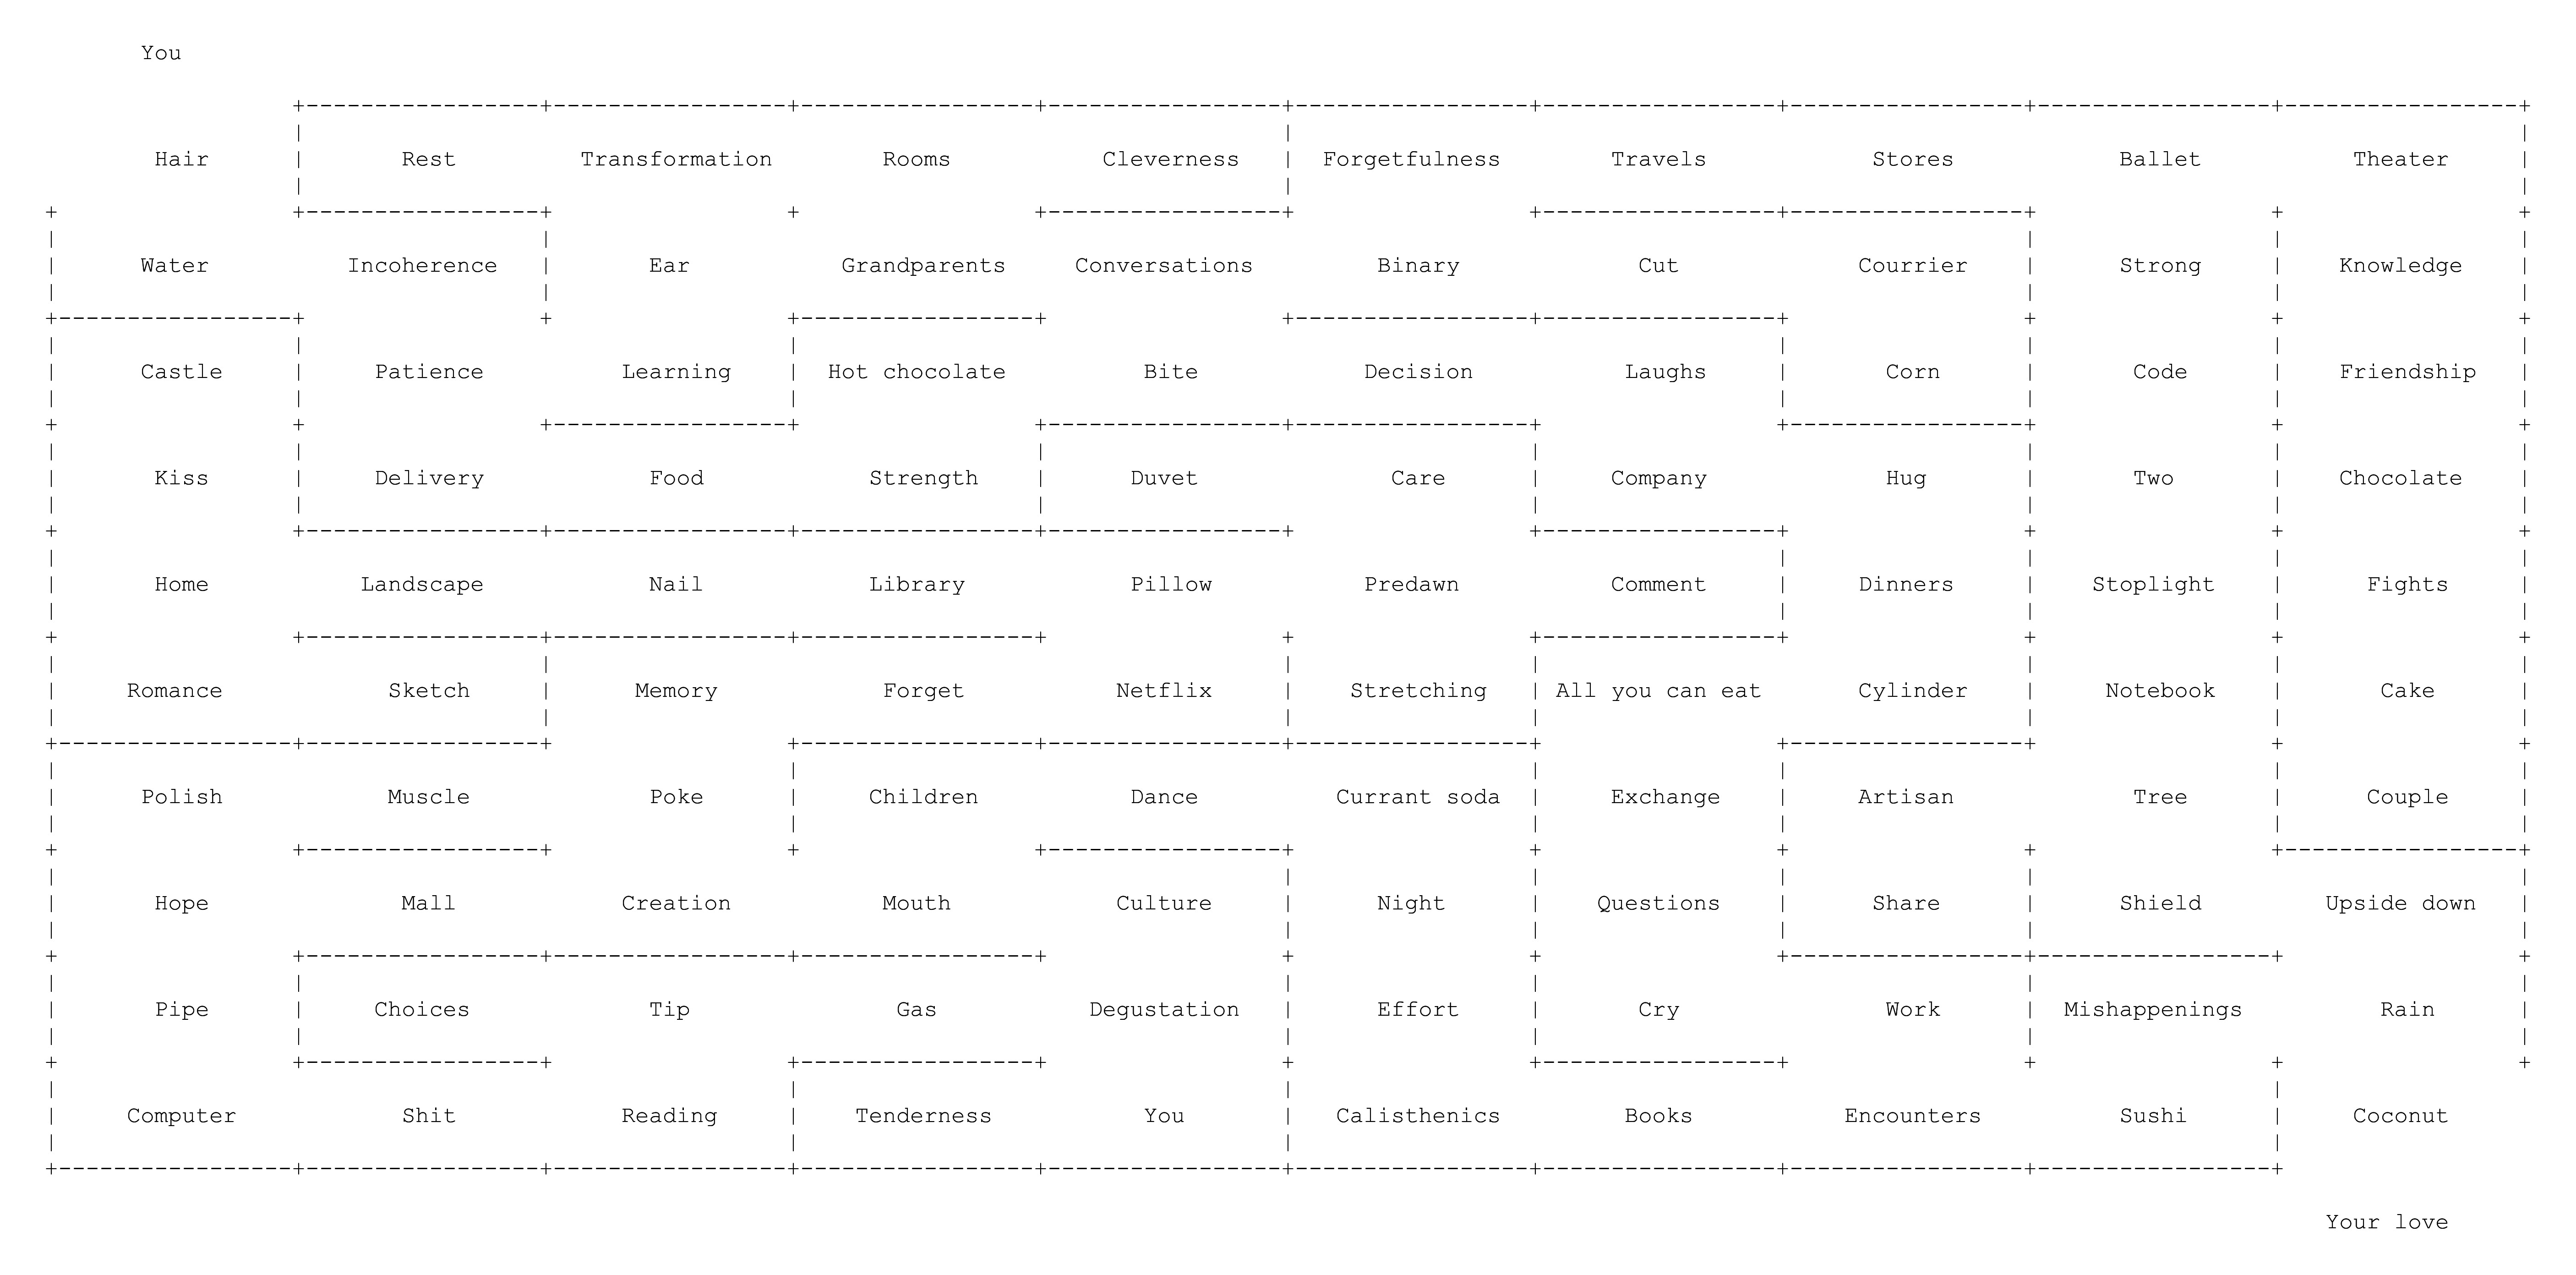 You
Hair Rest Transformation Rooms Cleverness Forgetfulness Travels Stores Ballet Theater
Water Incoherence Ear Grandparents Conversations Binary Cut Courrier Strong Knowledge
Castle Patience Learning Hot chocolate Bite Decision Laughs Corn Code Friendship
Kiss Delivery Food Strength Duvet Care Company Hug Two Chocolate
Home Landscape Nail Library Pillow Predawn Comment Dinners Stoplight Fights
Romance Sketch Memory Forget Netflix Stretching All you can eat Cylinder Notebook Cake
Polish Muscle Poke Children Dance Currant soda Exchange Artisan Tree Couple
Hope Mall Creation Mouth Culture Night Questions Share Shield Upside down
Pipe Choices Tip Gas Degustation Effort Cry Work Mishappenings Rain
Computer Shit Reading Tenderness You Calisthenics Books Encounters Sushi Coconut
Your love